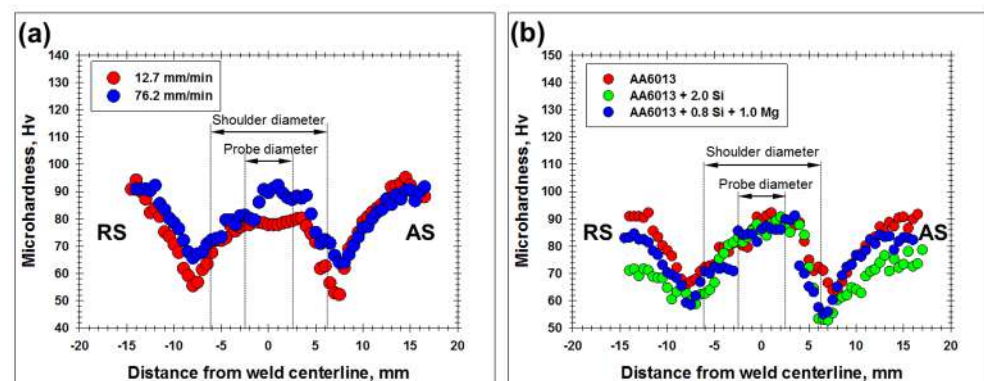 (a)
140
130
120
110
100
90
80
70
60
50
40
Microhardness, Hv
12.7 mm/min
76.2 mm/min
Shoulder diameter
Probe diameter
RS
AS
-20 -15 -10 -5 0 5 10 15 20
Distance from weld centerline, mm
(b)
150
140
130
120
110
100
90
80
70
60
50
Microhardness, Hv
AA6013
AA6013 + 2.0 Si
AA6013 + 0.8 Si + 1.0 Mg
Shoulder diameter
Probe diameter
RS
AS
-20 -15 -10 -5 0 5 10 15 20
Distance from weld centerline, mm